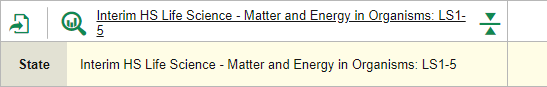 Interim HS Life Science - Matter and Energy in Organisms: LS1-
5
State Interim HS Life Science - Matter and Energy in Organisms: LS1-5